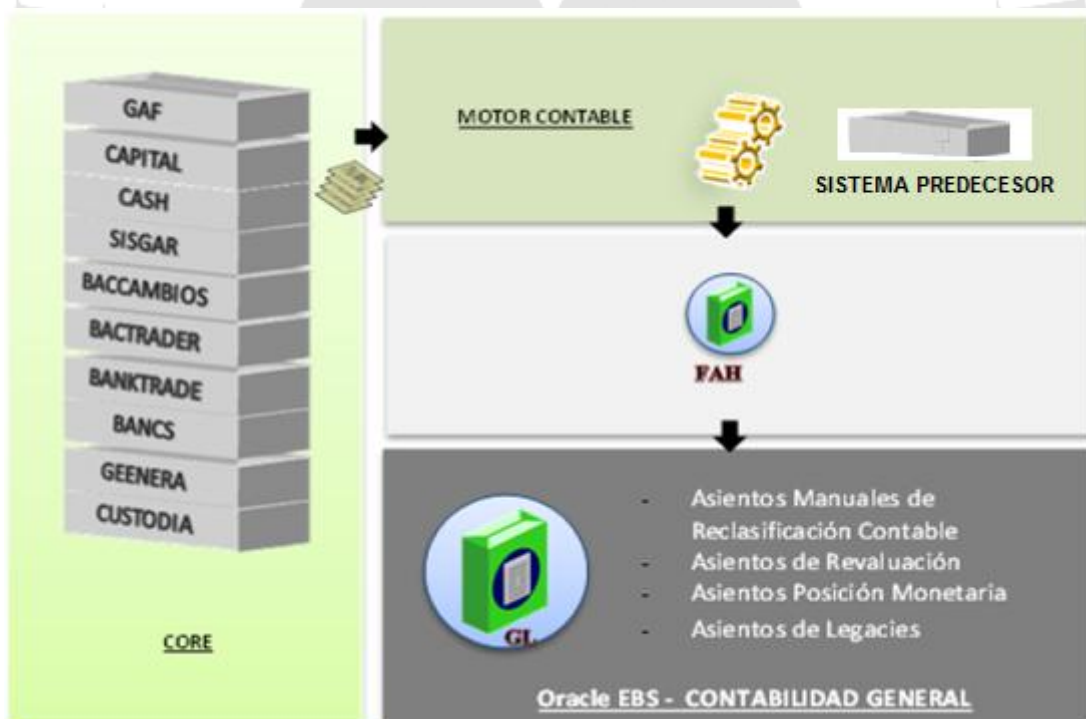 GAF
CAPITAL
CASH
SISGAR
BACCAMBIOS
BACTRADER
BANKTRADE
BANCS
GEENERA
CUSTODIA
CORE
MOTOR CONTABLE
SISTEMA PREDECESOR
FAH
GL
- Asientos Manuales de
Reclasificación Contable
- Asientos de Revaluación
- Asientos Posición Monetaria
- Asientos de Legacies
Oracle EBS - CONTABILIDAD GENERAL